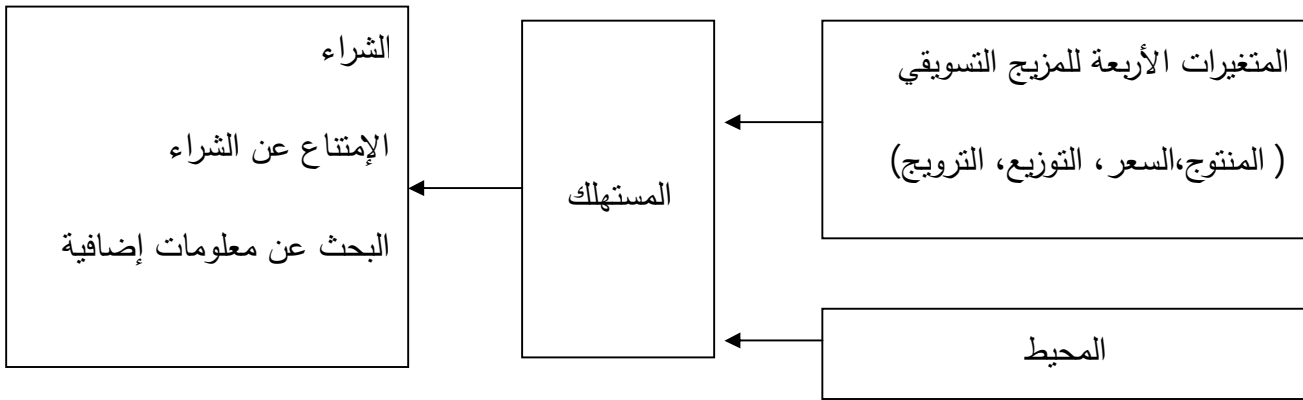 المتغيرات الأربعة للمزيج التسويقي
( المنتوج،السعر، التوزيع، الترويج)
المحيط
المستهلك
الشراء
الإمتناع عن الشراء
البحث عن معلومات إضافية